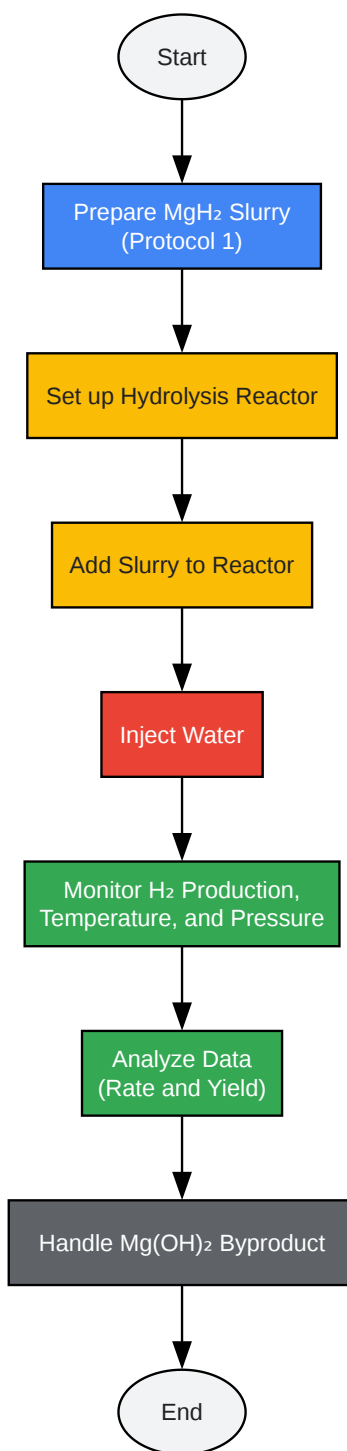 Start
Prepare MgH₂ Slurry
(Protocol 1)
Set up Hydrolysis Reactor
Add Slurry to Reactor
Inject Water
Monitor H₂ Production,
Temperature, and Pressure
Analyze Data
(Rate and Yield)
Handle Mg(OH)₂ Byproduct
End